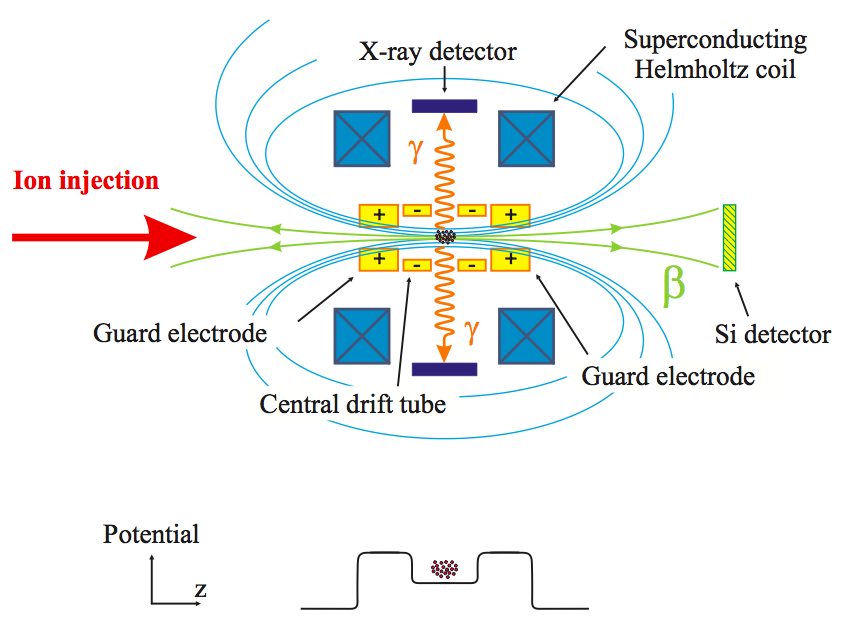 X-ray detector
Superconducting
Helmholtz coil
γ
Ion injection
+ - - +
+ - - +
β
γ
Guard electrode
Si detector
Guard electrode
Central drift tube
Potential
z